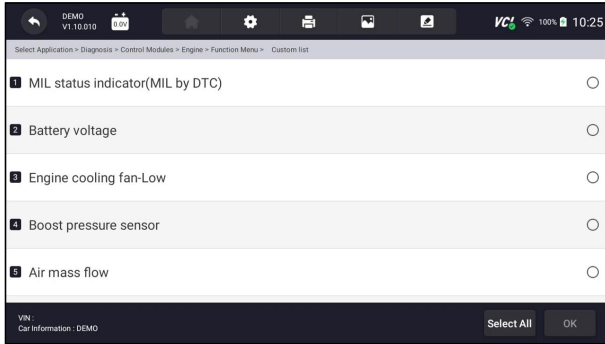 DEMO
V1.10.010
0.0V
VCI
100%
10:25
Select Application > Diagnosis > Control Modules > Engine > Function Menu > Custom list
1 MIL status indicator(MIL by DTC)
2 Battery voltage
3 Engine cooling fan-Low
4 Boost pressure sensor
5 Air mass flow
VIN :
Car Information : DEMO
Select All
OK